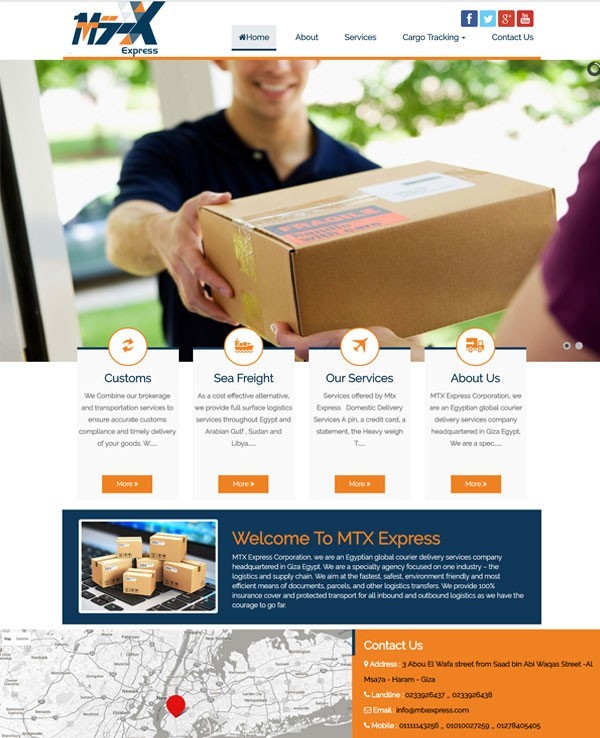 MTX
Express
Home About Services Cargo Tracking Contact Us
FRAGILE
Customs
We Combine our brokerage
and transportation services to
ensure accurate customs
compliance and timely delivery
of your goods. W.....
More »
Sea Freight
As a cost effective alternative,
we provide full surface logistics
services throughout Egypt and
Arabian Gulf , Sudan and
Libya.....
More »
Our Services
Services offered by Mtx
Express Domestic Delivery
Services A pin, a credit card, a
statement, the Heavy weigh
T.....
More »
About Us
MTX Express Corporation, we
are an Egyptian global courier
delivery services company
headquartered in Giza Egypt.
We are a spec.....
More »
Welcome To MTX Express
MTX Express Corporation, we are an Egyptian global courier delivery services company
headquartered in Giza Egypt. We are a specialty agency focused on one industry – the
logistics and supply chain. We aim at the fastest, safest, environment friendly and most
efficient means of documents, parcels, and other logistics transfers. We provide 100%
insurance cover and protected transport for all inbound and outbound logistics as we have the
courage to go far.
Contact Us
Address : 3 Abou El Wafa street from Saad bin Abi Waqas Street -Al
Msa7a - Haram - Giza
Landline : 0233926437 _ 0233926438
Email : info@mtxexpress.com
Mobile : 01111143256 _ 01010027259 _ 01278405405